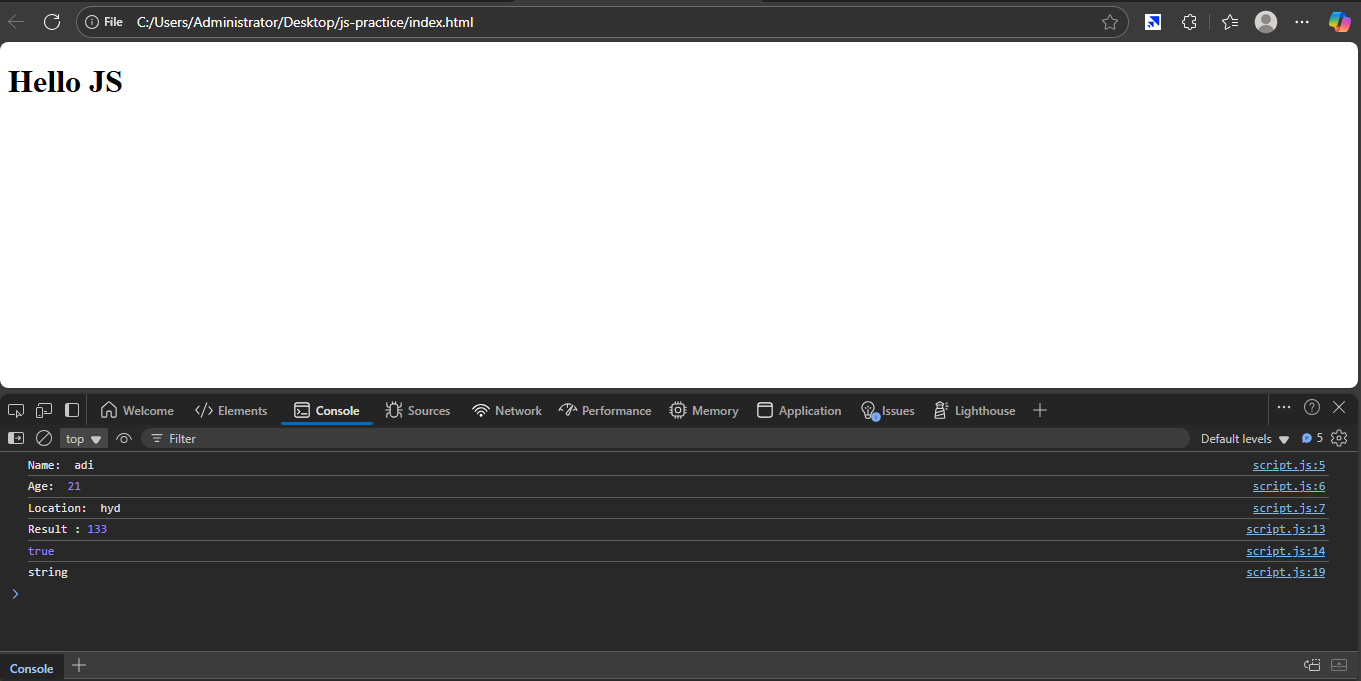 File C:/Users/Administrator/Desktop/js-practice/index.html
Hello JS
Welcome Elements Console Sources Network Performance Memory Application Issues Lighthouse
top Filter Default levels 5
Name:  adi script.js:5
Age:  21 script.js:6
Location:  hyd script.js:7
Result : 133 script.js:13
true script.js:14
string script.js:19
Console